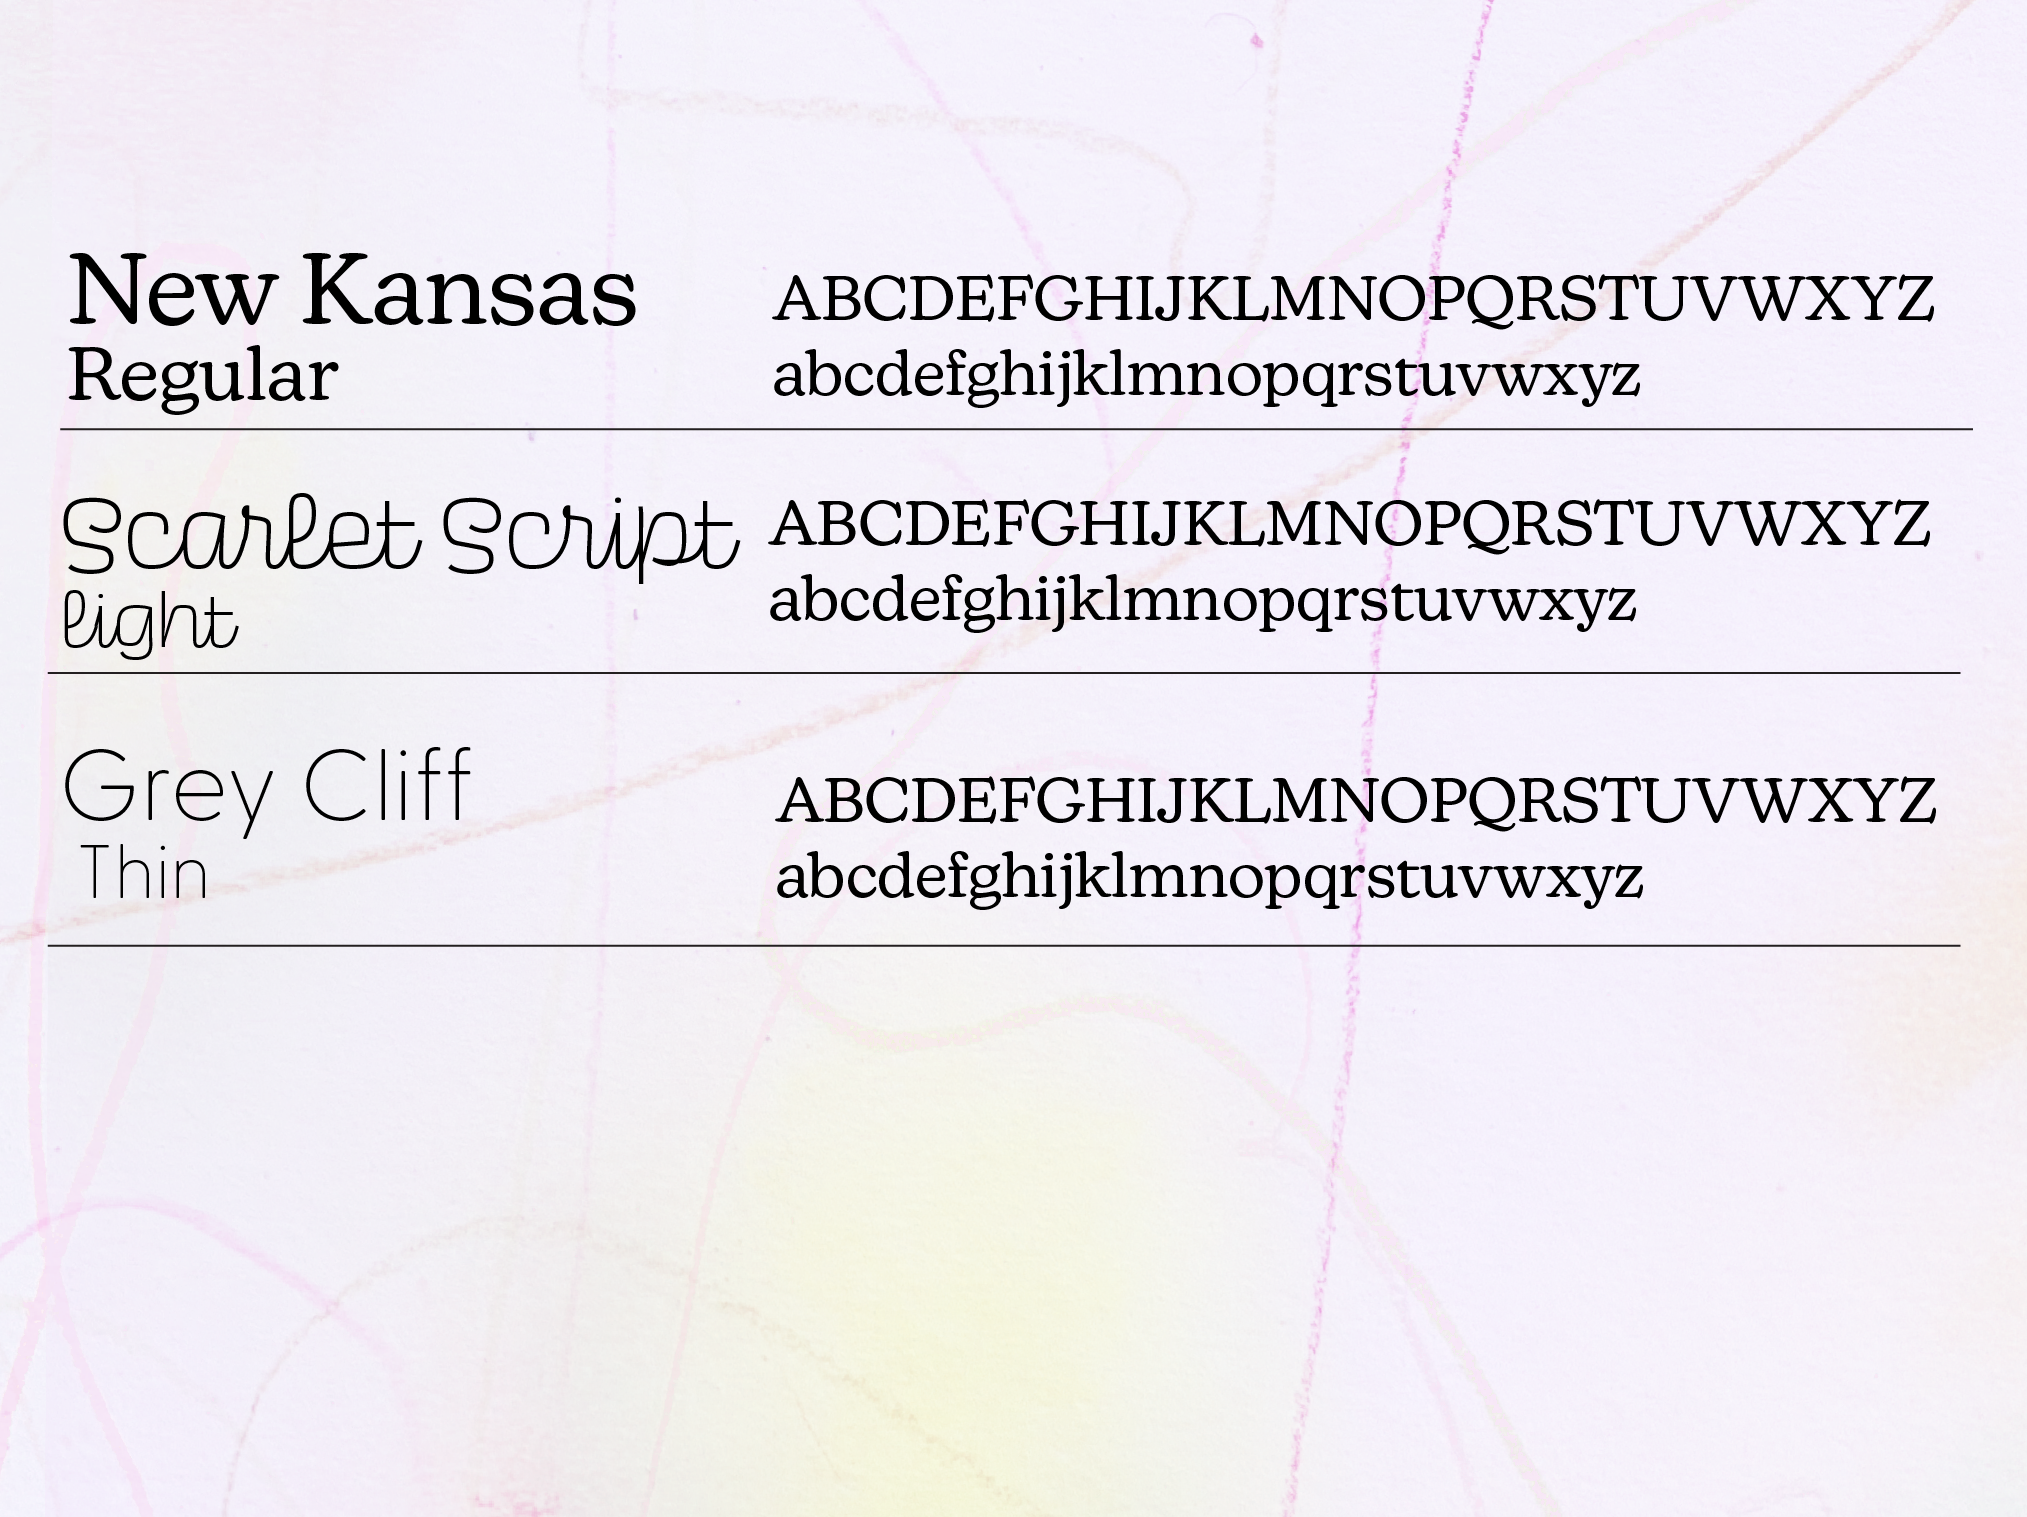 New Kansas
Regular
ABCDEFGHIJKLMNOPQRSTUVWXYZ
abcdefghijklmnopqrstuvwxyz
Scarlet Script
light
ABCDEFGHIJKLMNOPQRSTUVWXYZ
abcdefghijklmnopqrstuvwxyz
Grey Cliff
Thin
ABCDEFGHIJKLMNOPQRSTUVWXYZ
abcdefghijklmnopqrstuvwxyz